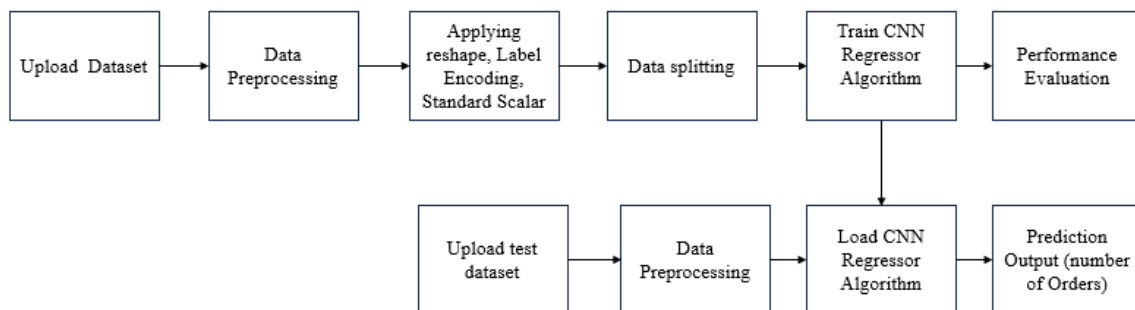 Upload Dataset
Data
Preprocessing
Applying
reshape, Label
Encoding,
Standard Scalar
Data splitting
Train CNN
Regressor
Algorithm
Performance
Evaluation
Upload test
dataset
Data
Preprocessing
Load CNN
Regressor
Algorithm
Prediction
Output (number
of Orders)